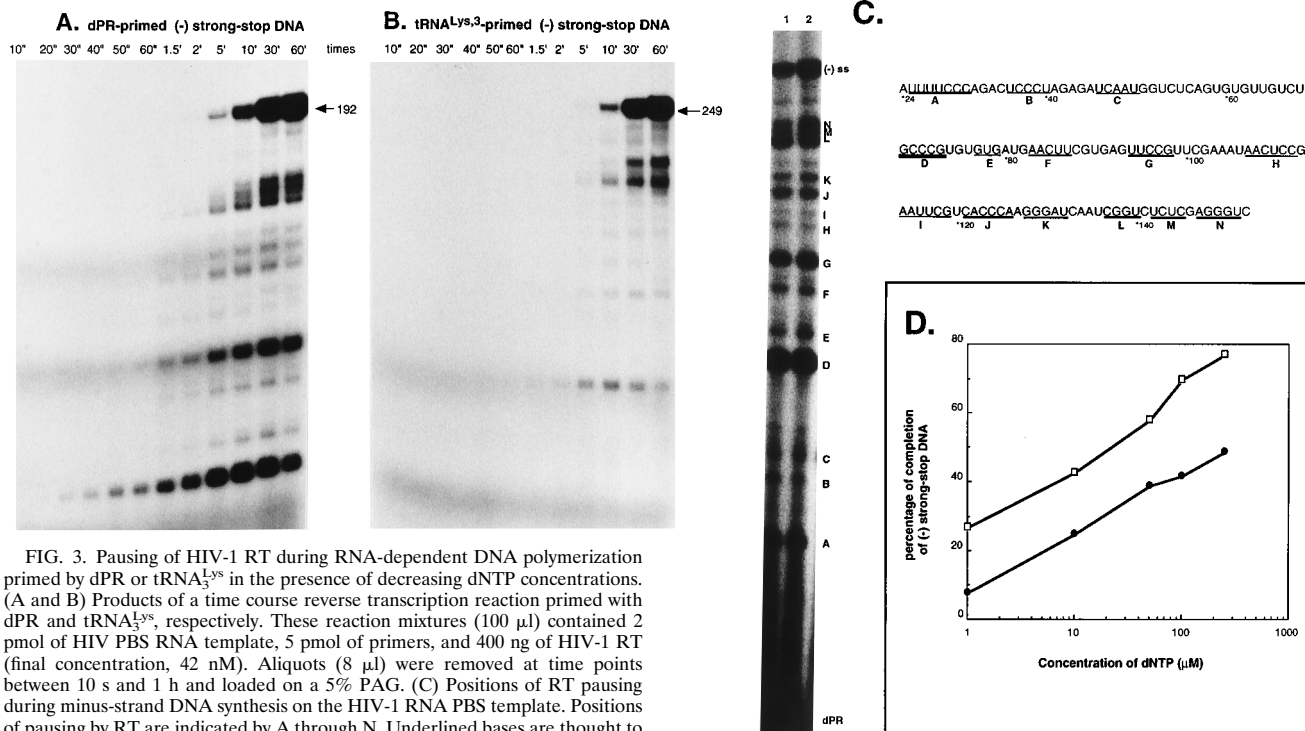 A. dPR-primed (-) strong-stop DNA
10" 20" 30" 40" 50" 60" 1.5' 2' 5' 10' 30' 60' times
192
B. tRNALys,3-primed (-) strong-stop DNA
10" 20" 30" 40" 50" 60" 1.5' 2' 5' 10' 30' 60'
249
1 2
(-) ss
N
M
L
K
J
I
H
G
F
E
D
C
B
A
dPR
C.
AUUUUCCCAGACUCCCUAGAGAUCAAUGGUCUCAGUGUGUUGUCU
*24 A B *40 C *60
GCCCGUGUGUGUGAUGAACUUCGUGAGUUCCGUUCGAAAUAACUCCG
D E *80 F G *100 H
AAUUCGUCACCCAAGGGAUCAAUCGGUCUCUCGAGGGUC
I *120 J K L *140 M N
D.
percentage of completion
of (-) strong-stop DNA
80
60
40
20
0
1 10 100 1000
Concentration of dNTP (µM)
FIG. 3. Pausing of HIV-1 RT during RNA-dependent DNA polymerization
primed by dPR or tRNA3Lys in the presence of decreasing dNTP concentrations.
(A and B) Products of a time course reverse transcription reaction primed with
dPR and tRNA3Lys, respectively. These reaction mixtures (100 µl) contained 2
pmol of HIV PBS RNA template, 5 pmol of primers, and 400 ng of HIV-1 RT
(final concentration, 42 nM). Aliquots (8 µl) were removed at time points
between 10 s and 1 h and loaded on a 5% PAG. (C) Positions of RT pausing
during minus-strand DNA synthesis on the HIV-1 RNA PBS template. Positions
of pausing by RT are indicated by A through N. Underlined bases are thought to